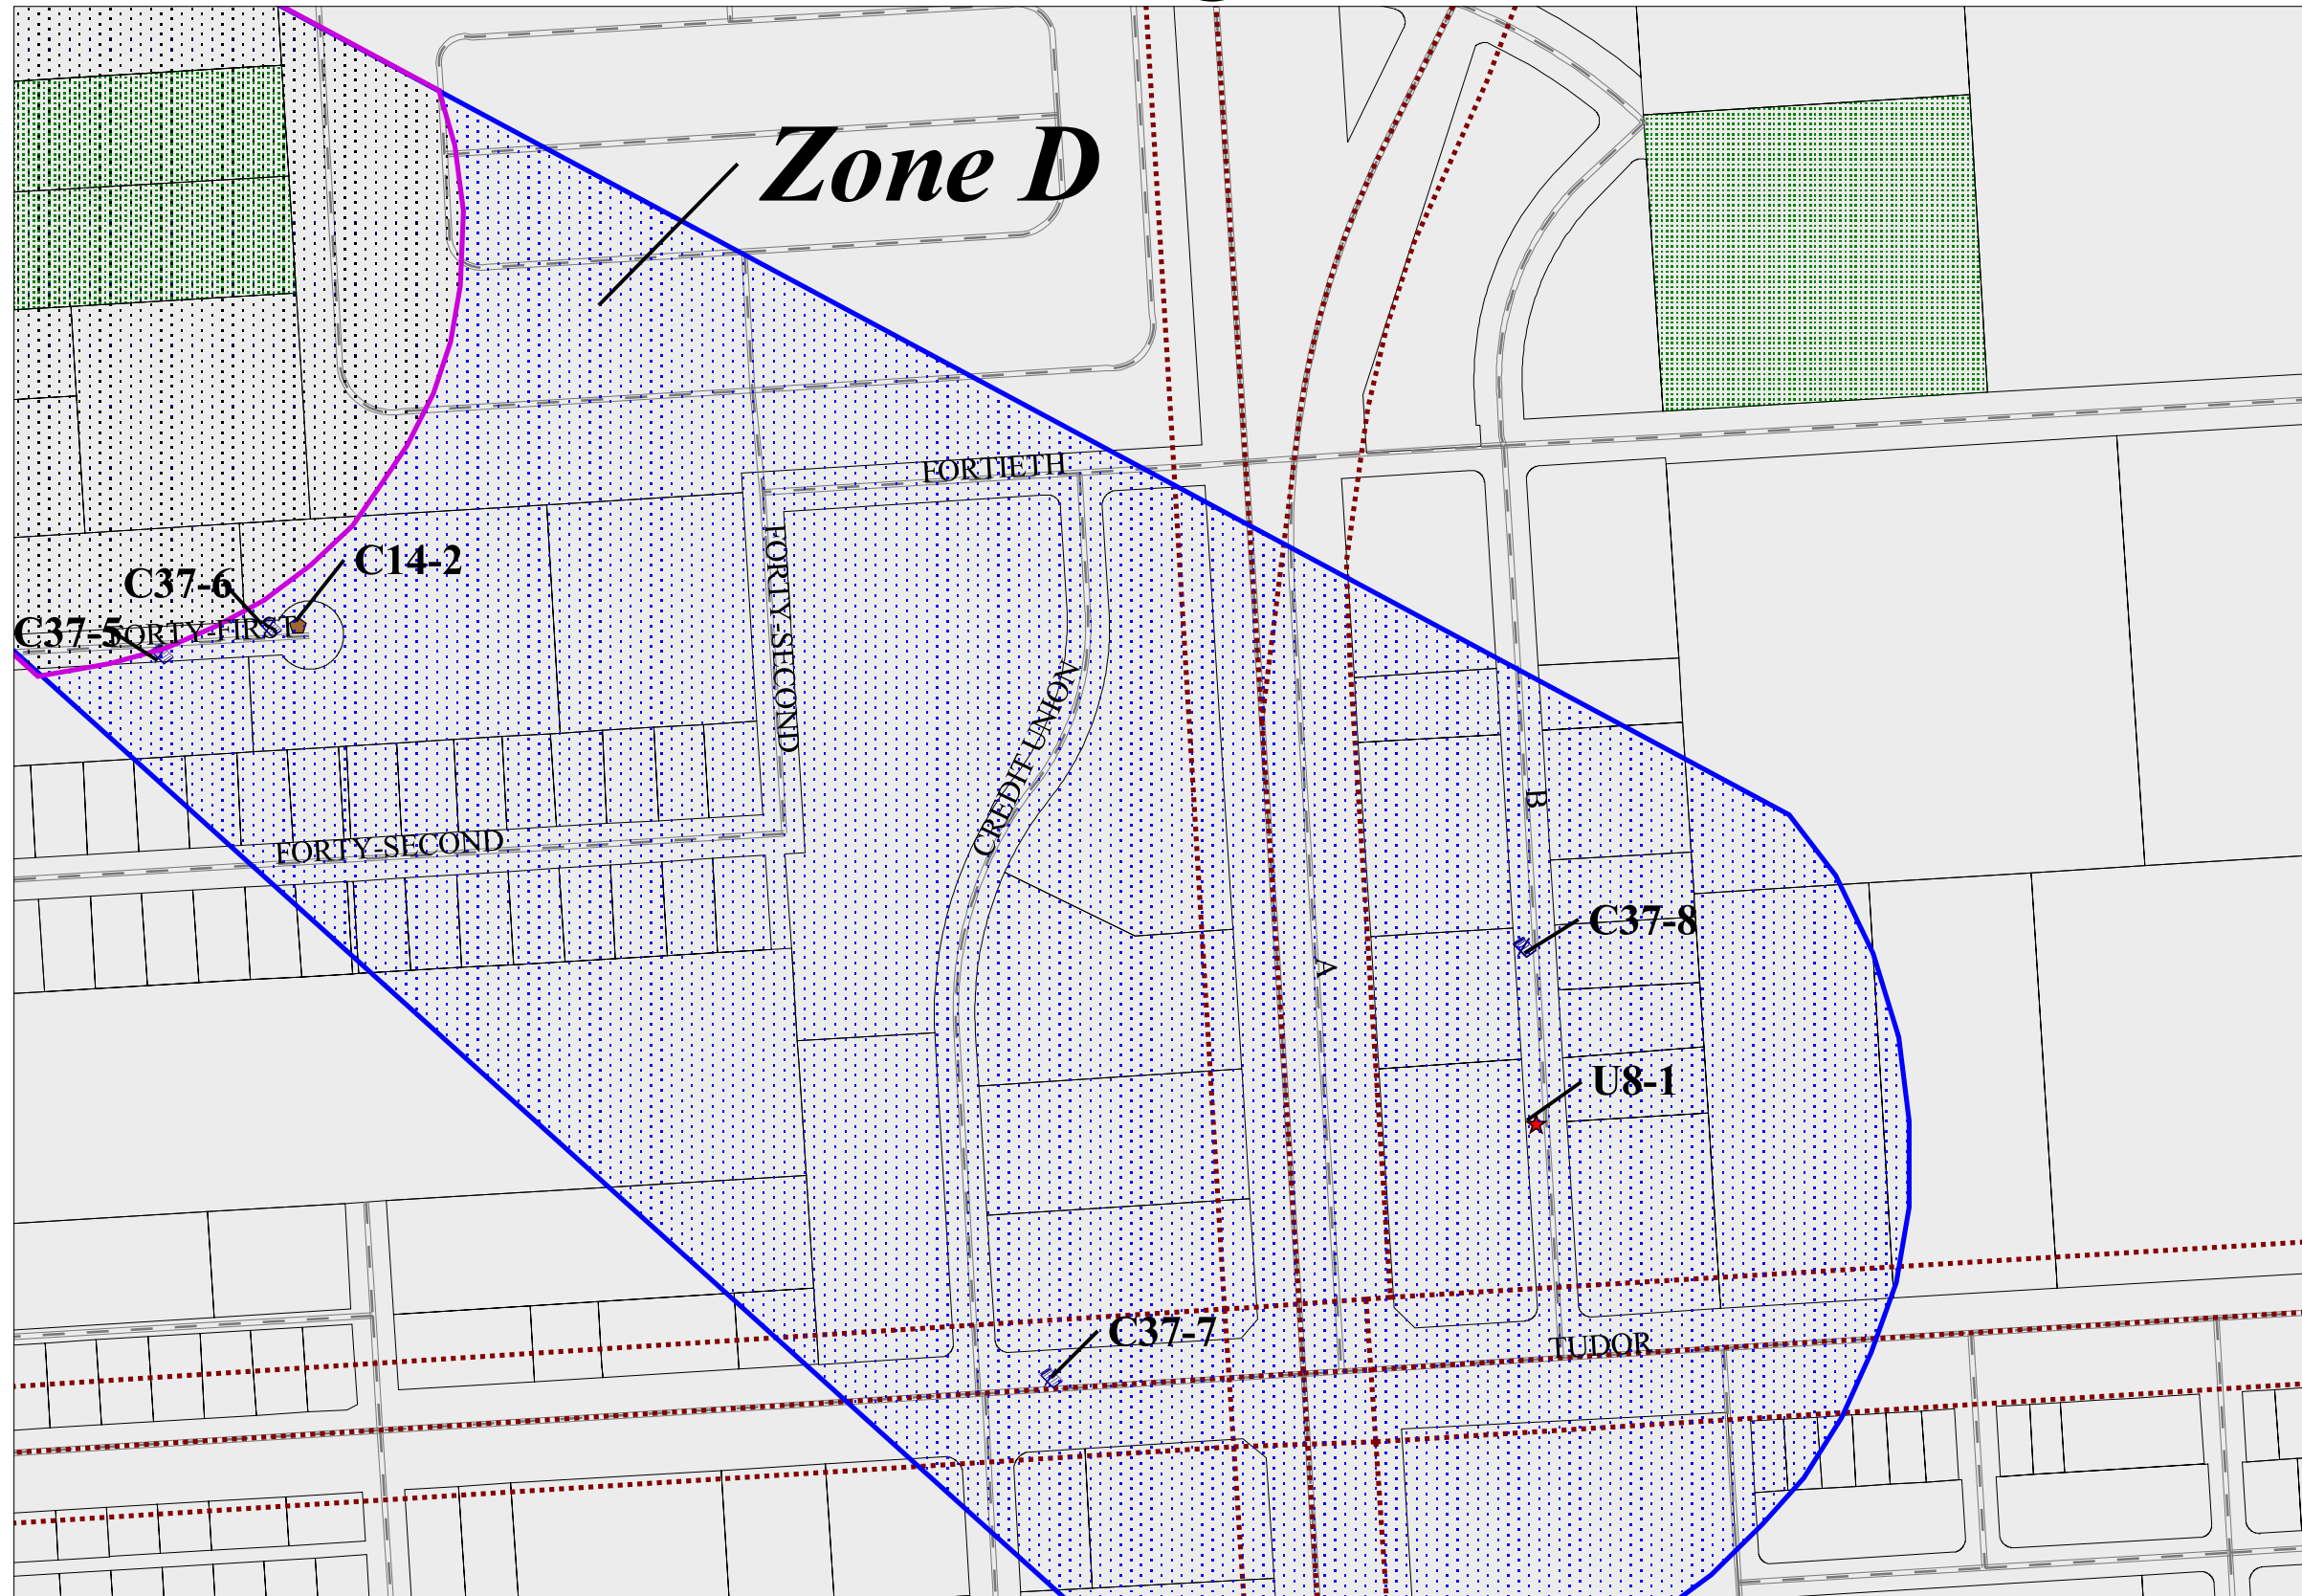 Zone D
FORTIETH
FORTY-SECOND
C14-2
C37-6
C37-5
FORTY-FIRST
CREDIT UNION
B
FORTY-SECOND
C37-8
A
U8-1
C37-7
TUDOR